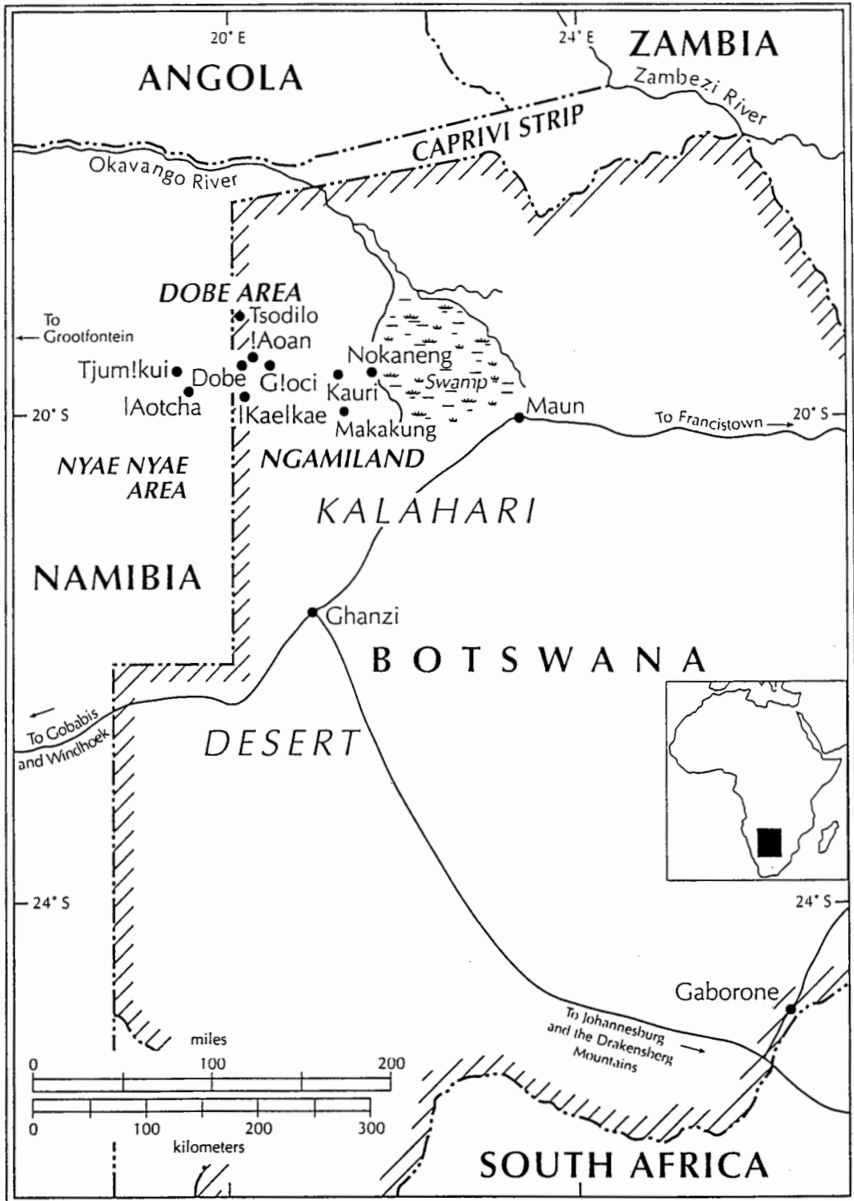 20° E
24° E
ZAMBIA
ANGOLA
Zambezi River
CAPRIVI STRIP
Okavango River
DOBE AREA
Tsodilo
To
Grootfontein
!Aoan
Nokaneng
Tjum!kui
Dobe
G!oci
Kauri
Swamp
|Aotcha
|Kae|kae
Makakung
Maun
20° S
To Francistown
20° S
NYAE NYAE
AREA
NGAMILAND
KALAHARI
NAMIBIA
Ghanzi
BOTSWANA
To Gobabis
and Windhoek
DESERT
24° S
24° S
Gaborone
To Johannesburg
and the Drakensberg
Mountains
miles
0 100 200
0 100 200 300
kilometers
SOUTH AFRICA